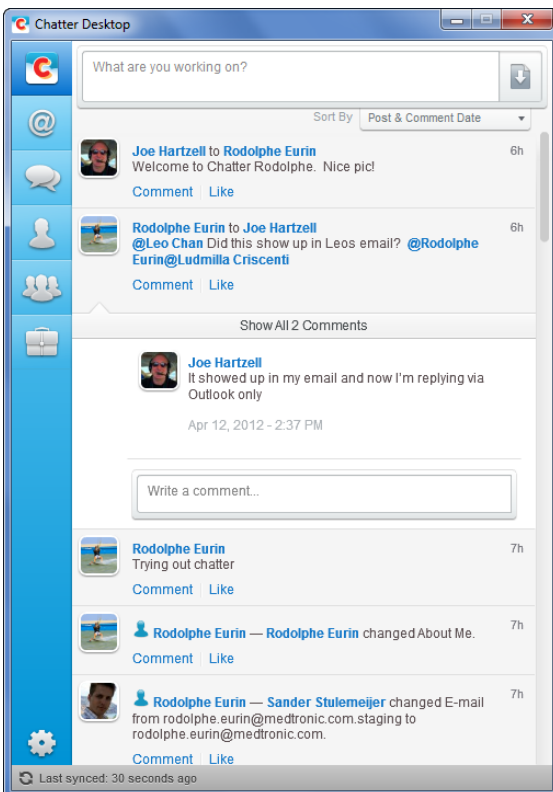 Chatter Desktop
What are you working on?
Sort By Post & Comment Date
Joe Hartzell to Rodolphe Eurin 6h
Welcome to Chatter Rodolphe. Nice pic!
Comment Like
Rodolphe Eurin to Joe Hartzell 6h
@Leo Chan Did this show up in Leos email? @Rodolphe
Eurin@Ludmilla Criscenti
Comment Like
Show All 2 Comments
Joe Hartzell
It showed up in my email and now I'm replying via
Outlook only
Apr 12, 2012 - 2:37 PM
Write a comment...
Rodolphe Eurin 7h
Trying out chatter
Comment Like
Rodolphe Eurin — Rodolphe Eurin changed About Me. 7h
Comment Like
Rodolphe Eurin — Sander Stulemeijer changed E-mail 7h
from rodolphe.eurin@medtronic.com.staging to
rodolphe.eurin@medtronic.com.
Comment Like
Last synced: 30 seconds ago